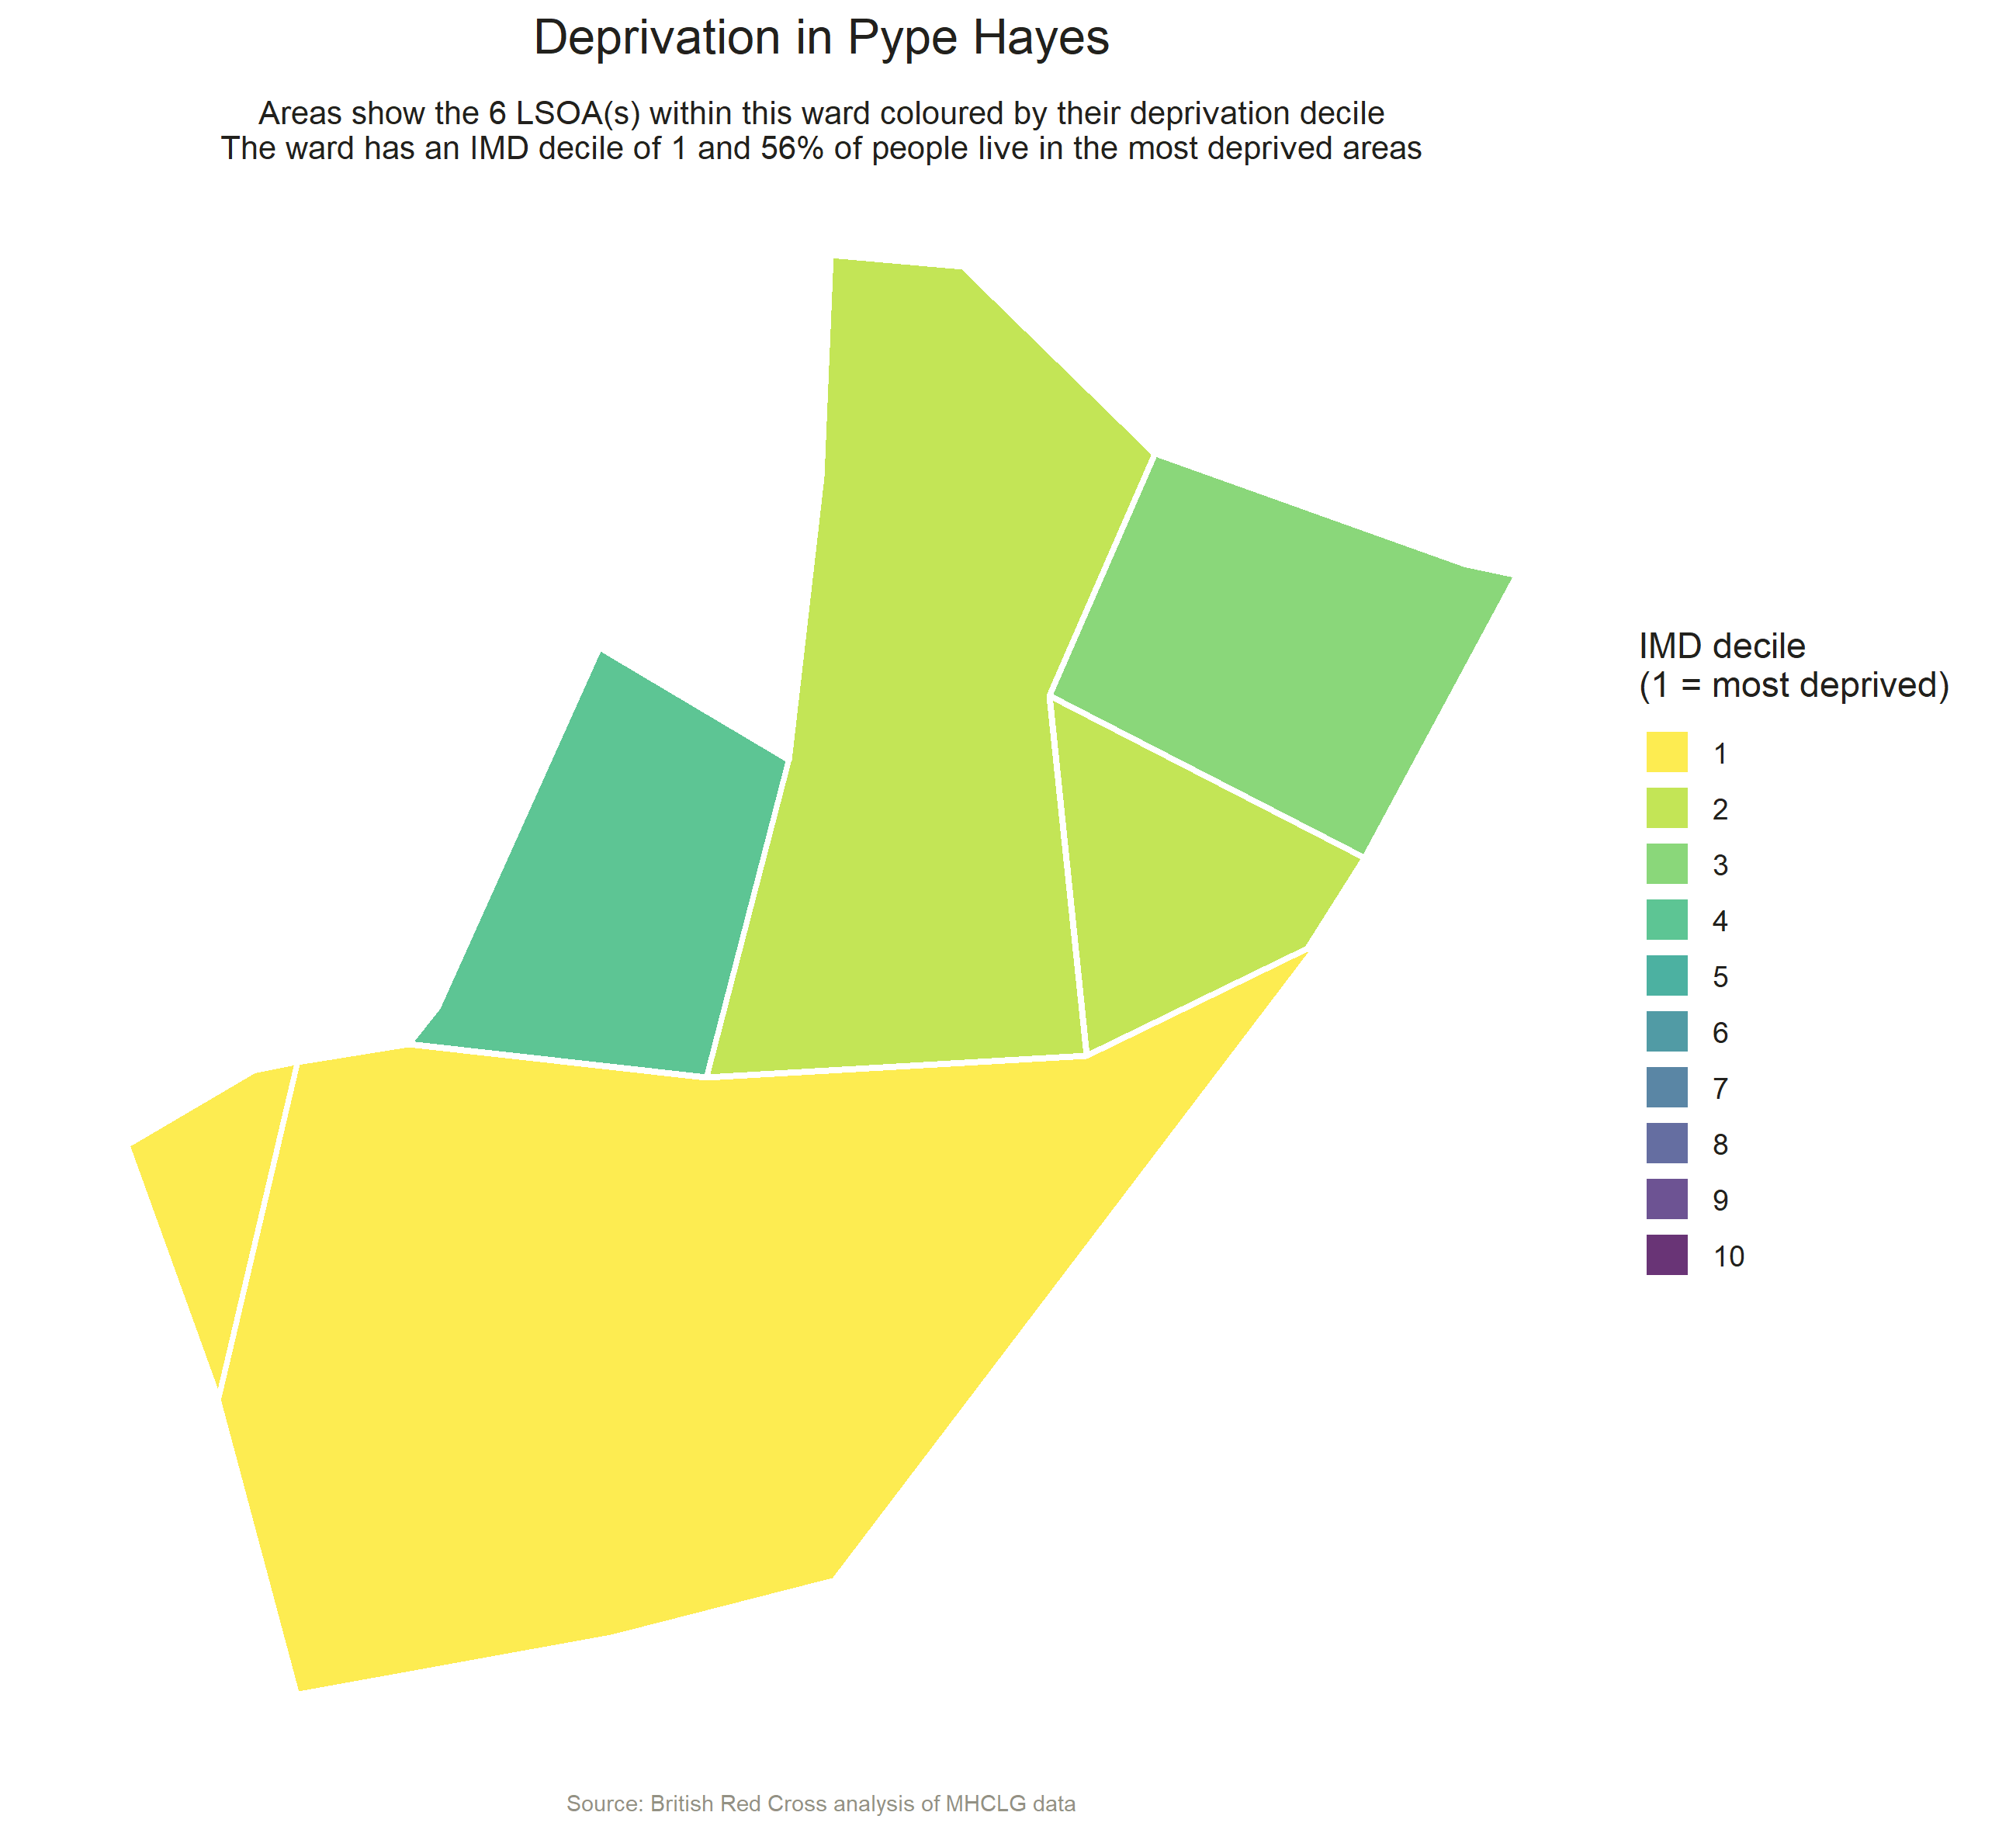 Deprivation in Pype Hayes
Areas show the 6 LSOA(s) within this ward coloured by their deprivation decile
The ward has an IMD decile of 1 and 56% of people live in the most deprived areas
IMD decile
(1 = most deprived)
1
2
3
4
5
6
7
8
9
10
Source: British Red Cross analysis of MHCLG data